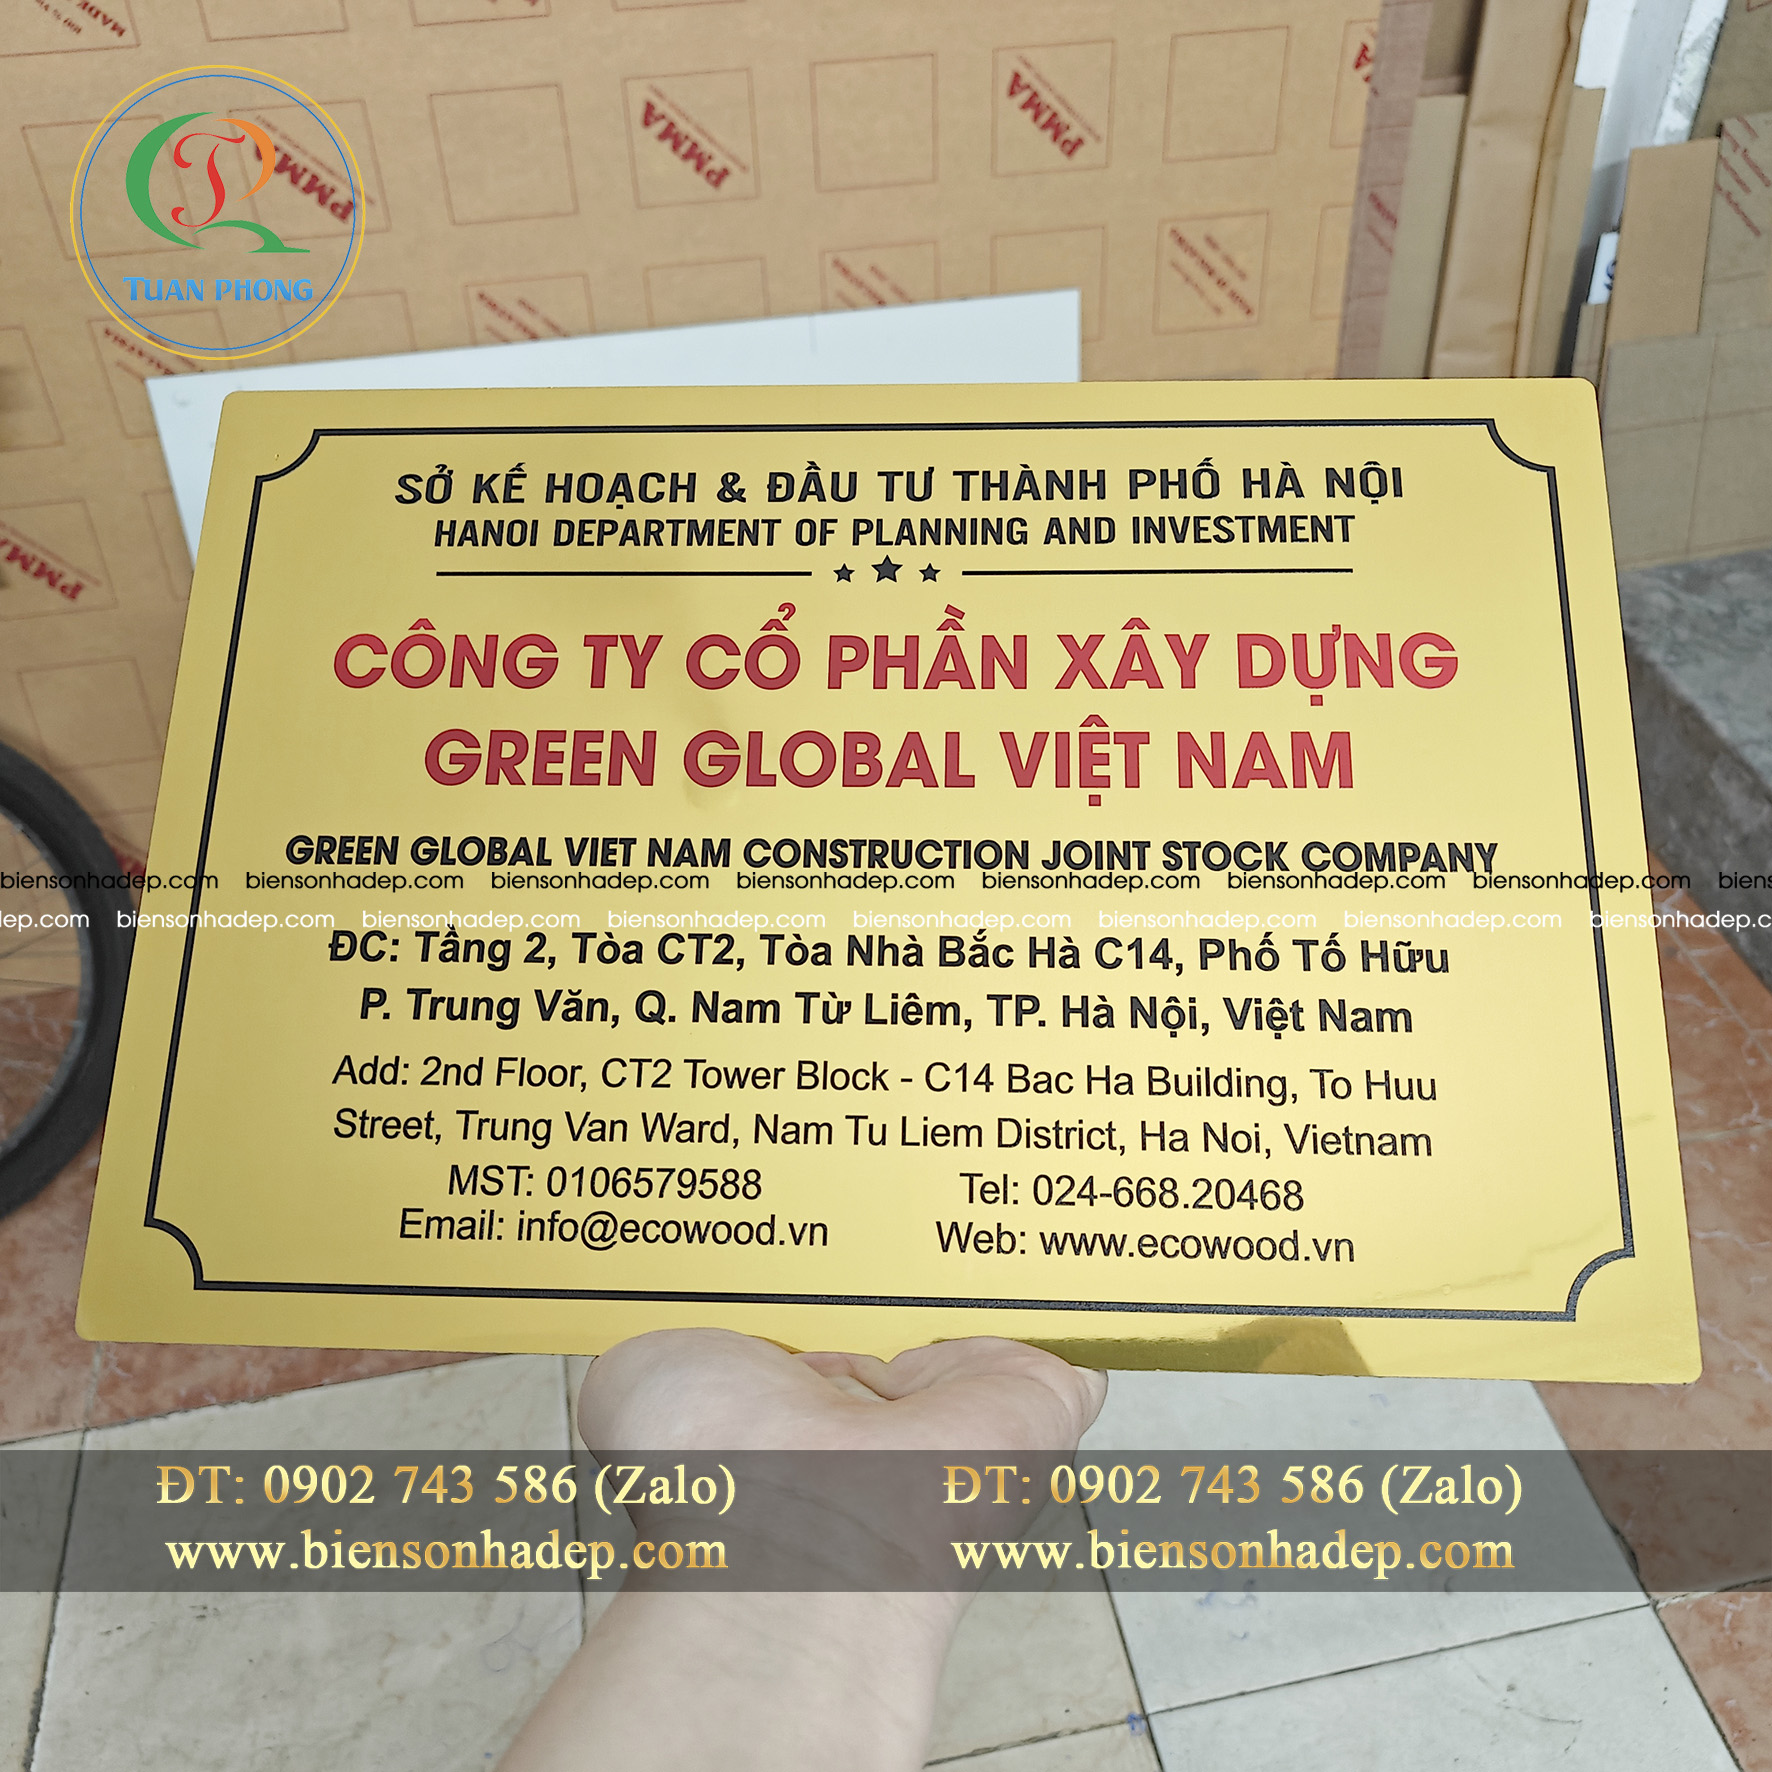 PMMA
PMMA
PMMA
TUAN PHONG
PMMA
SỞ KẾ HOẠCH & ĐẦU TƯ THÀNH PHỐ HÀ NỘI
HANOI DEPARTMENT OF PLANNING AND INVESTMENT
CÔNG TY CỔ PHẦN XÂY DỰNG
GREEN GLOBAL VIỆT NAM
GREEN GLOBAL VIET NAM CONSTRUCTION JOINT STOCK COMPANY
biensonhadep.com biensonhadep.com biensonhadep.com biensonhadep.com biensonhadep.com biensonhadep.com biensonhadep.com
biensonhadep.com biensonhadep.com biensonhadep.com biensonhadep.com biensonhadep.com biensonhadep.com
ĐC: Tầng 2, Tòa CT2, Tòa Nhà Bắc Hà C14, Phố Tố Hữu
P. Trung Văn, Q. Nam Từ Liêm, TP. Hà Nội, Việt Nam
Add: 2nd Floor, CT2 Tower Block - C14 Bac Ha Building, To Huu
Street, Trung Van Ward, Nam Tu Liem District, Ha Noi, Vietnam
MST: 0106579588 Tel: 024-668.20468
Email: info@ecowood.vn Web: www.ecowood.vn
ĐT: 0902 743 586 (Zalo) ĐT: 0902 743 586 (Zalo)
www.biensonhadep.com www.biensonhadep.com